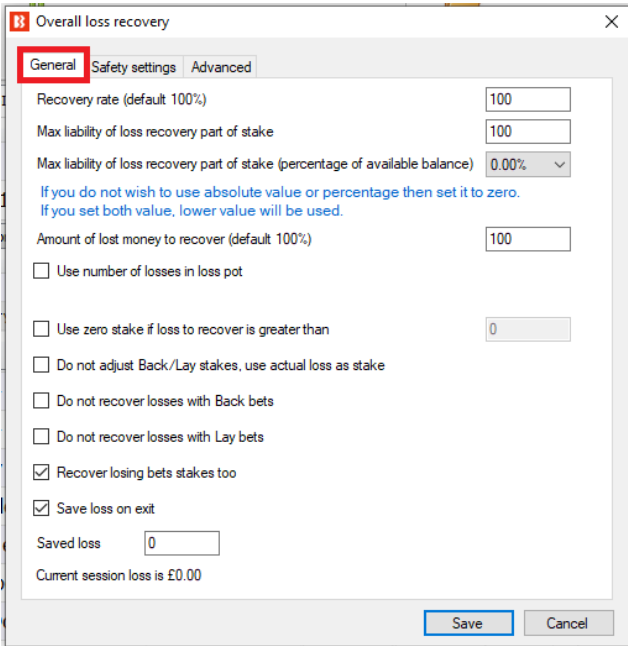 Overall loss recovery
General Safety settings Advanced
Recovery rate (default 100%) 100
Max liability of loss recovery part of stake 100
Max liability of loss recovery part of stake (percentage of available balance) 0.00%
If you do not wish to use absolute value or percentage then set it to zero.
If you set both value, lower value will be used.
Amount of lost money to recover (default 100%) 100
Use number of losses in loss pot
Use zero stake if loss to recover is greater than 0
Do not adjust Back/Lay stakes, use actual loss as stake
Do not recover losses with Back bets
Do not recover losses with Lay bets
Recover losing bets stakes too
Save loss on exit
Saved loss 0
Current session loss is £0.00
Save Cancel